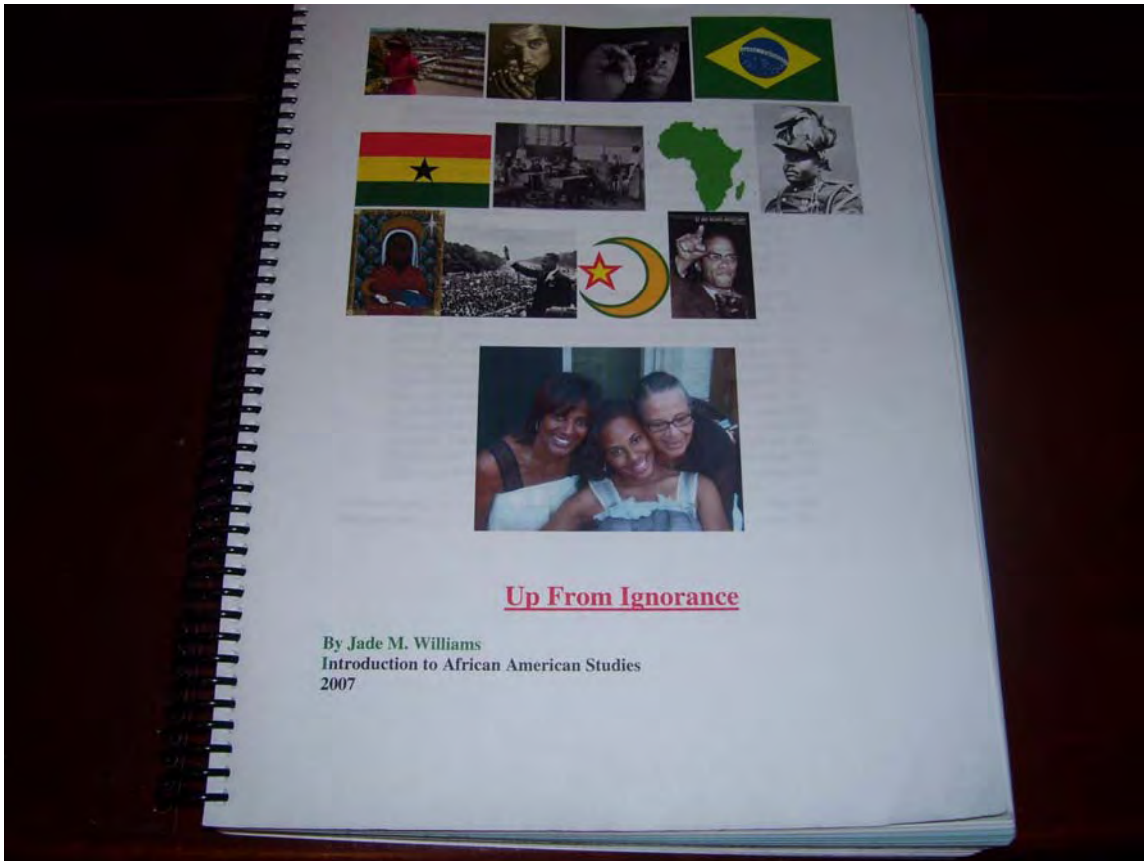 Up From Ignorance
By Jade M. Williams
Introduction to African American Studies
2007